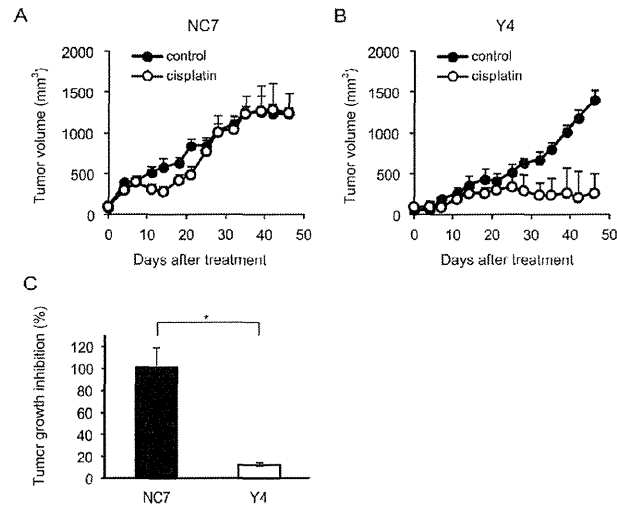 A
NC7
control
cisplatin
Tumor volume (mm3)
2000
1500
1000
500
0
0 10 20 30 40 50
Days after treatment
B
Y4
control
cisplatin
Tumor volume (mm3)
2000
1500
1000
500
0
0 10 20 30 40 50
Days after treatment
C
*
Tumor growth inhibition (%)
120
100
80
60
40
20
0
NC7 Y4